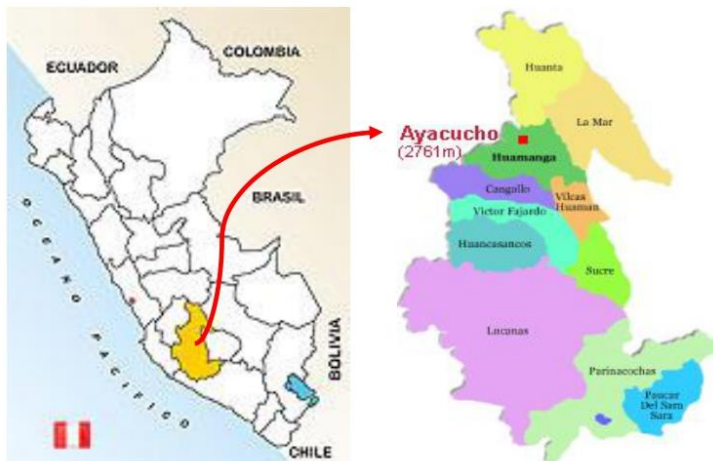 COLOMBIA
ECUADOR
BRASIL
OCEANO PACIFICO
BOLIVIA
CHILE
Ayacucho
(2761m)
Huanta
La Mar
Huamanga
Cangallo
Vilcas
Huaman
Victor Fajardo
Huancasancos
Sucre
Lucanas
Parinacochas
Paucar
Del Sam
Sara